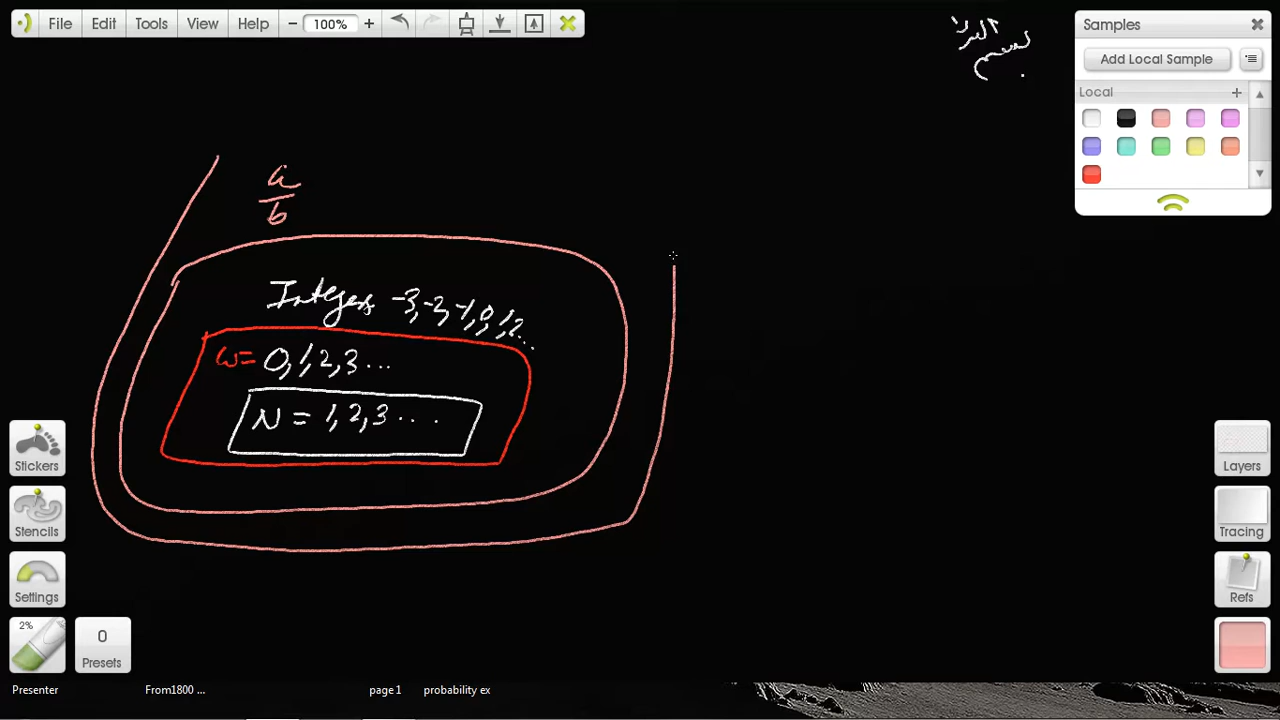 File Edit Tools View Help − 100% +
Samples
Add Local Sample
Local
a
b
Integers -3,-2,-1,0,1,2...
W= 0,1,2,3...
N = 1,2,3...
Stickers
Stencils
Settings
2%
0
Presets
Layers
Tracing
Refs
Presenter From1800 ... page 1 probability ex